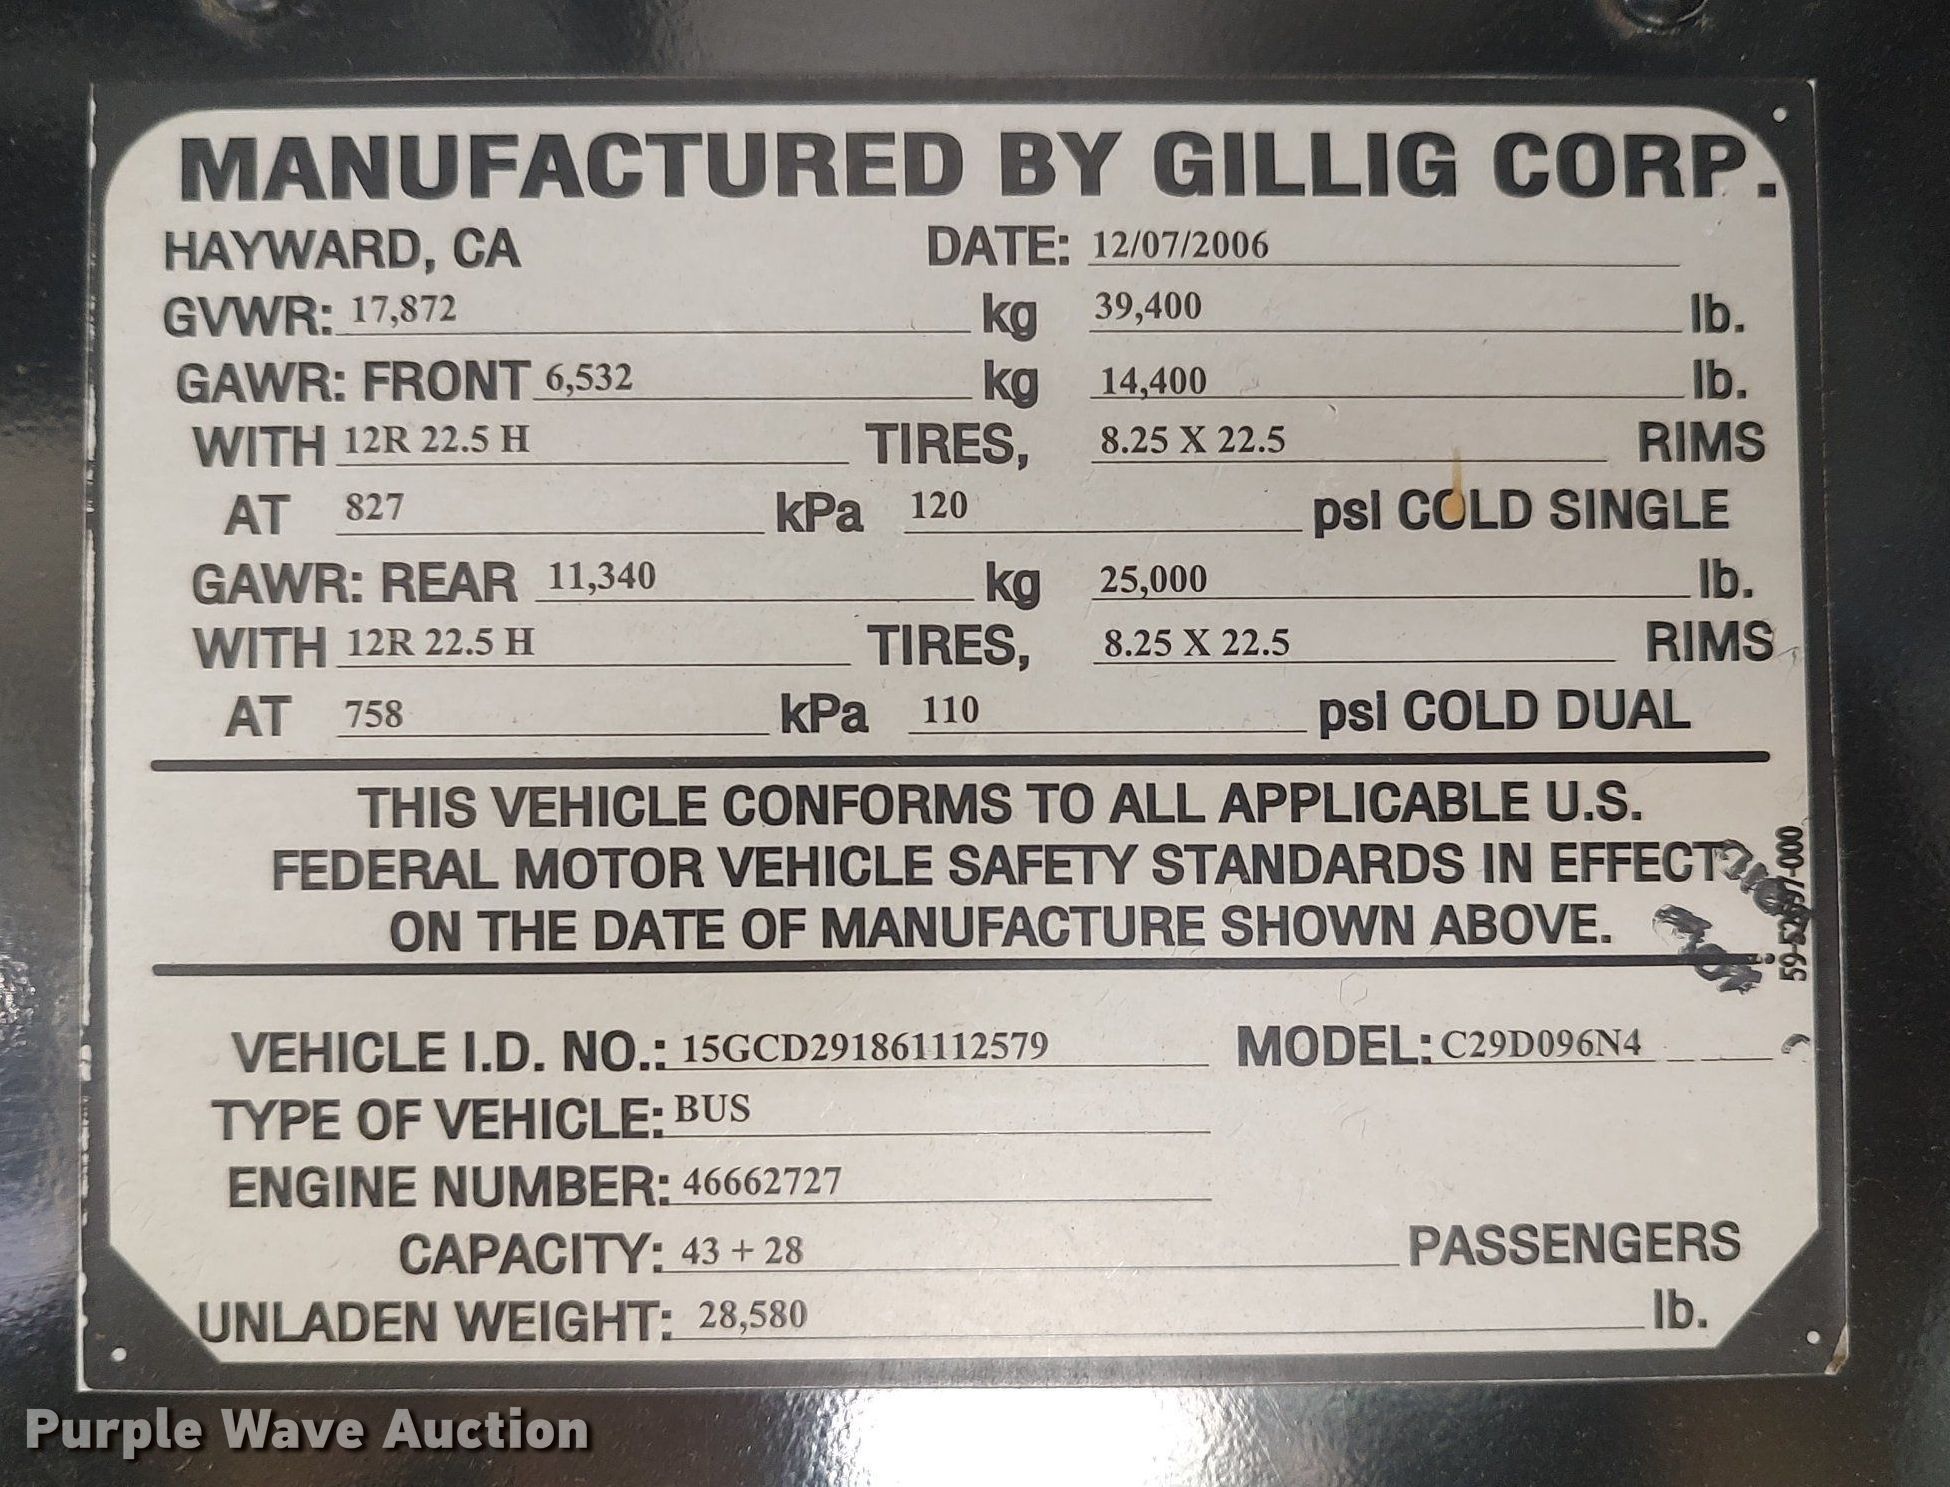 MANUFACTURED BY GILLIG CORP.
HAYWARD, CA DATE: 12/07/2006
GVWR: 17,872 kg 39,400 lb.
GAWR: FRONT 6,532 kg 14,400 lb.
WITH 12R 22.5 H TIRES, 8.25 X 22.5 RIMS
AT 827 kPa 120 psI COLD SINGLE
GAWR: REAR 11,340 kg 25,000 lb.
WITH 12R 22.5 H TIRES, 8.25 X 22.5 RIMS
AT 758 kPa 110 psI COLD DUAL
THIS VEHICLE CONFORMS TO ALL APPLICABLE U.S.
FEDERAL MOTOR VEHICLE SAFETY STANDARDS IN EFFECT
ON THE DATE OF MANUFACTURE SHOWN ABOVE.
VEHICLE I.D. NO.: 15GCD291861112579 MODEL: C29D096N4
TYPE OF VEHICLE: BUS
ENGINE NUMBER: 46662727
CAPACITY: 43 + 28 PASSENGERS
UNLADEN WEIGHT: 28,580 lb.
Purple Wave Auction